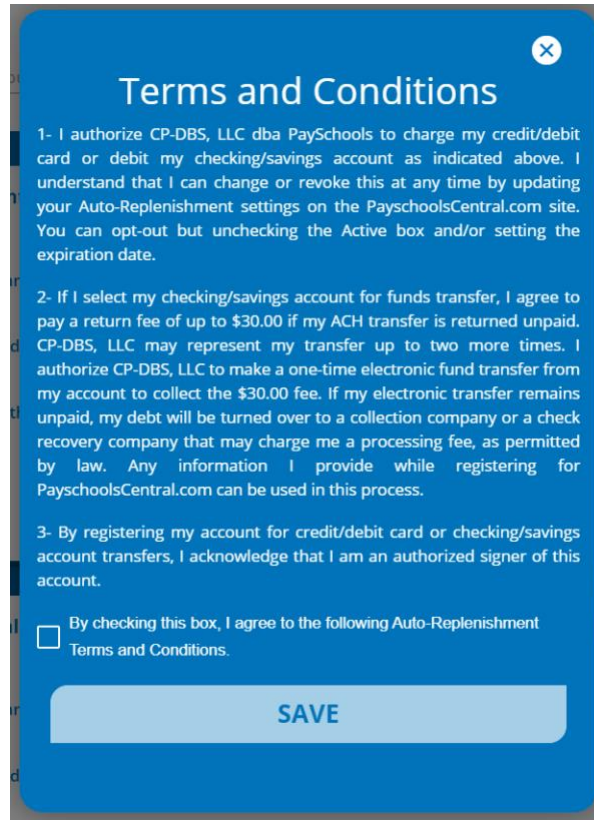 Terms and Conditions
1- I authorize CP-DBS, LLC dba PaySchools to charge my credit/debit
card or debit my checking/savings account as indicated above. I
understand that I can change or revoke this at any time by updating
your Auto-Replenishment settings on the PayschoolsCentral.com site.
You can opt-out but unchecking the Active box and/or setting the
expiration date.
2- If I select my checking/savings account for funds transfer, I agree to
pay a return fee of up to $30.00 if my ACH transfer is returned unpaid.
CP-DBS, LLC may represent my transfer up to two more times. I
authorize CP-DBS, LLC to make a one-time electronic fund transfer from
my account to collect the $30.00 fee. If my electronic transfer remains
unpaid, my debt will be turned over to a collection company or a check
recovery company that may charge me a processing fee, as permitted
by law. Any information I provide while registering for
PayschoolsCentral.com can be used in this process.
3- By registering my account for credit/debit card or checking/savings
account transfers, I acknowledge that I am an authorized signer of this
account.
By checking this box, I agree to the following Auto-Replenishment
Terms and Conditions.
SAVE